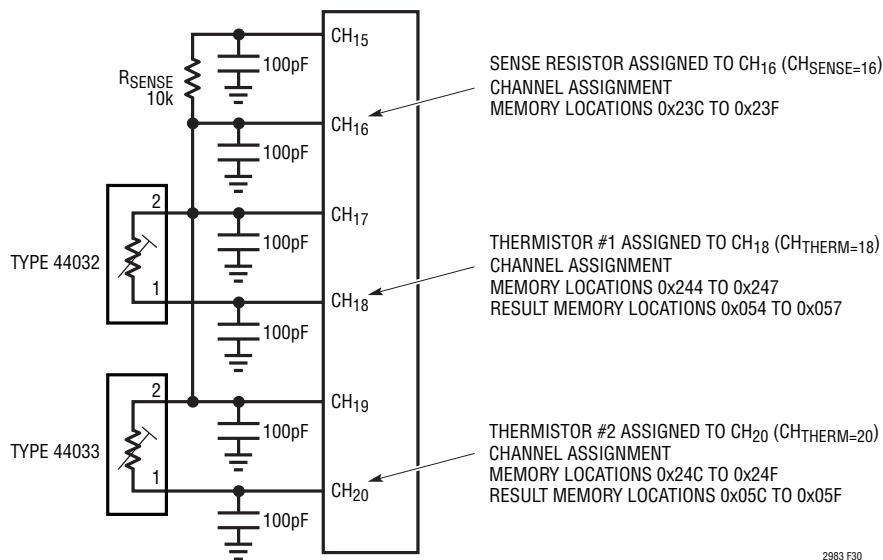 CH15
100pF
RSENSE
10k
CH16
100pF
2
CH17
100pF
TYPE 44032
1
CH18
100pF
2
CH19
100pF
TYPE 44033
1
CH20
100pF
SENSE RESISTOR ASSIGNED TO CH16 (CHSENSE=16)
CHANNEL ASSIGNMENT
MEMORY LOCATIONS 0x23C TO 0x23F
THERMISTOR #1 ASSIGNED TO CH18 (CHTHERM=18)
CHANNEL ASSIGNMENT
MEMORY LOCATIONS 0x244 TO 0x247
RESULT MEMORY LOCATIONS 0x054 TO 0x057
THERMISTOR #2 ASSIGNED TO CH20 (CHTHERM=20)
CHANNEL ASSIGNMENT
MEMORY LOCATIONS 0x24C TO 0x24F
RESULT MEMORY LOCATIONS 0x05C TO 0x05F
2983 F30